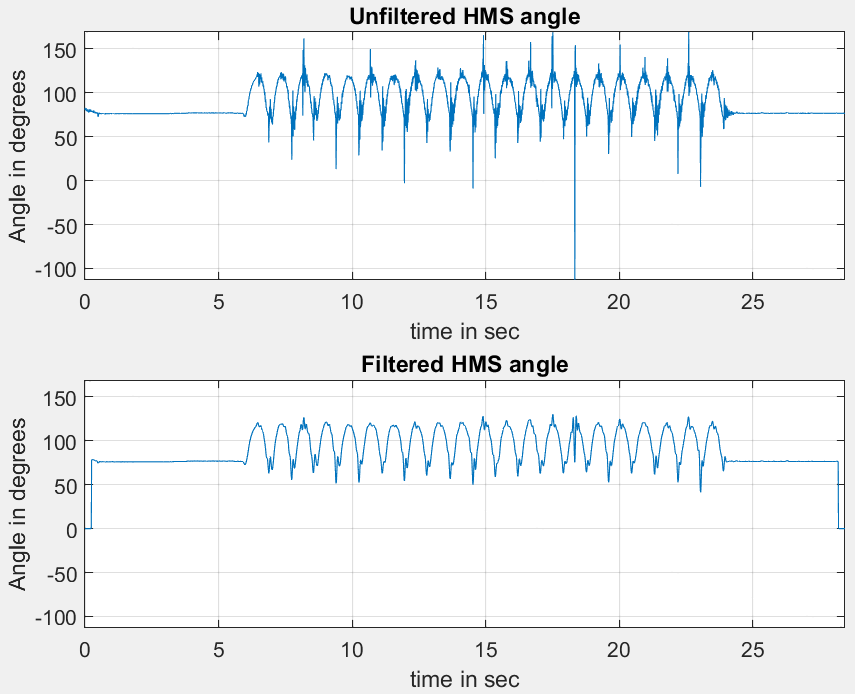 Unfiltered HMS angle
150
100
50
0
-50
-100
Angle in degrees
0 5 10 15 20 25
time in sec
Filtered HMS angle
150
100
50
0
-50
-100
Angle in degrees
0 5 10 15 20 25
time in sec